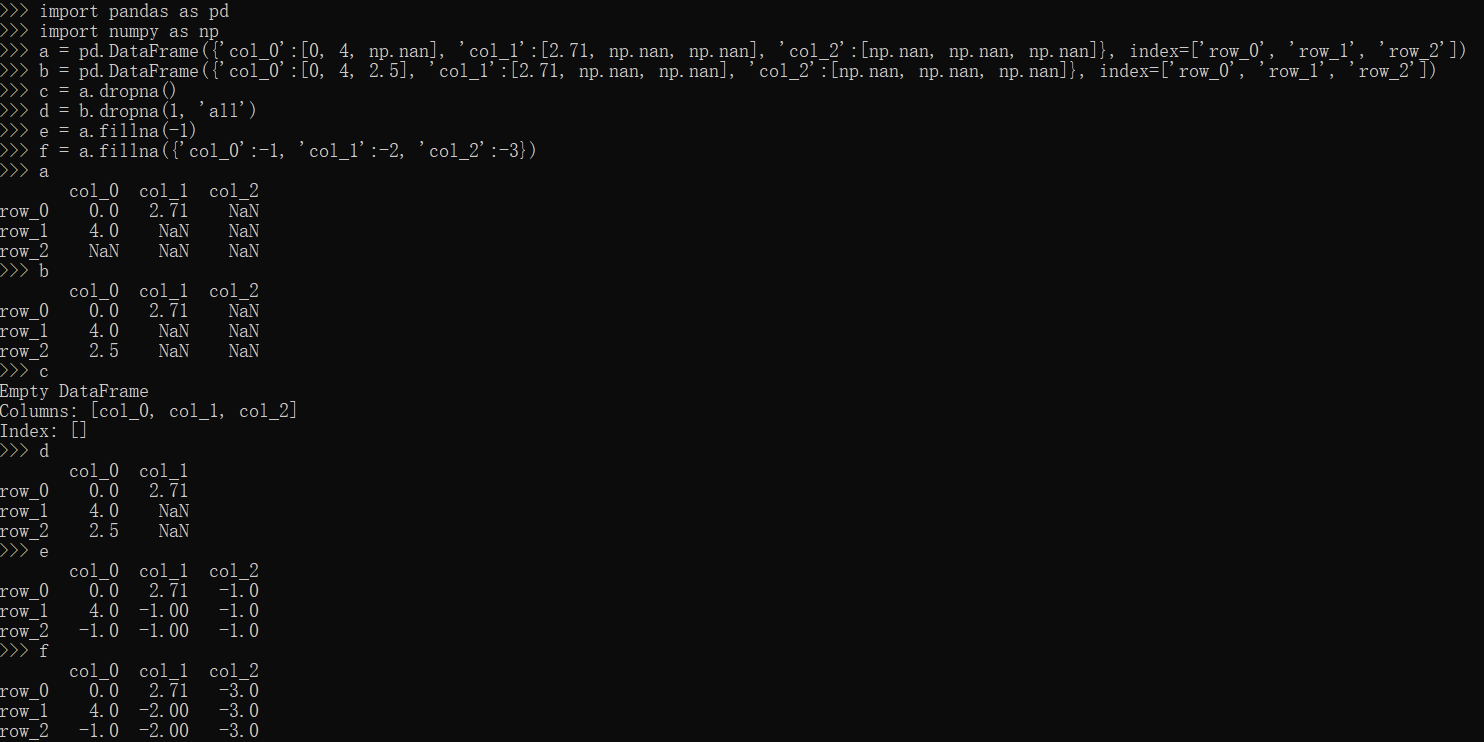 >>> import pandas as pd
>>> import numpy as np
>>> a = pd.DataFrame({'col_0':[0, 4, np.nan], 'col_1':[2.71, np.nan, np.nan], 'col_2':[np.nan, np.nan, np.nan]}, index=['row_0', 'row_1', 'row_2'])
>>> b = pd.DataFrame({'col_0':[0, 4, 2.5], 'col_1':[2.71, np.nan, np.nan], 'col_2':[np.nan, np.nan, np.nan]}, index=['row_0', 'row_1', 'row_2'])
>>> c = a.dropna()
>>> d = b.dropna(1, 'all')
>>> e = a.fillna(-1)
>>> f = a.fillna({'col_0':-1, 'col_1':-2, 'col_2':-3})
>>> a
       col_0  col_1  col_2
row_0    0.0   2.71    NaN
row_1    4.0    NaN    NaN
row_2    NaN    NaN    NaN
>>> b
       col_0  col_1  col_2
row_0    0.0   2.71    NaN
row_1    4.0    NaN    NaN
row_2    2.5    NaN    NaN
>>> c
Empty DataFrame
Columns: [col_0, col_1, col_2]
Index: []
>>> d
       col_0  col_1
row_0    0.0   2.71
row_1    4.0    NaN
row_2    2.5    NaN
>>> e
       col_0  col_1  col_2
row_0    0.0   2.71   -1.0
row_1    4.0  -1.00   -1.0
row_2   -1.0  -1.00   -1.0
>>> f
       col_0  col_1  col_2
row_0    0.0   2.71   -3.0
row_1    4.0  -2.00   -3.0
row_2   -1.0  -2.00   -3.0